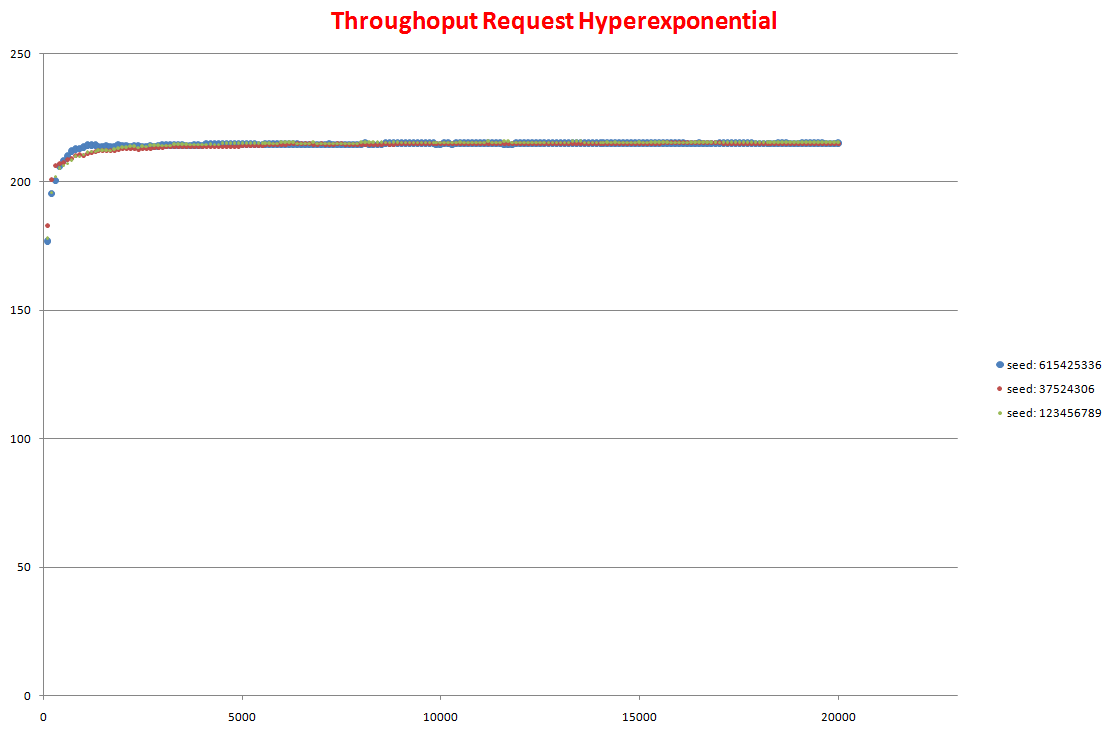 Throughoput Request Hyperexponential
250
200
150
100
50
0
0 5000 10000 15000 20000
seed: 615425336
seed: 37524306
seed: 123456789